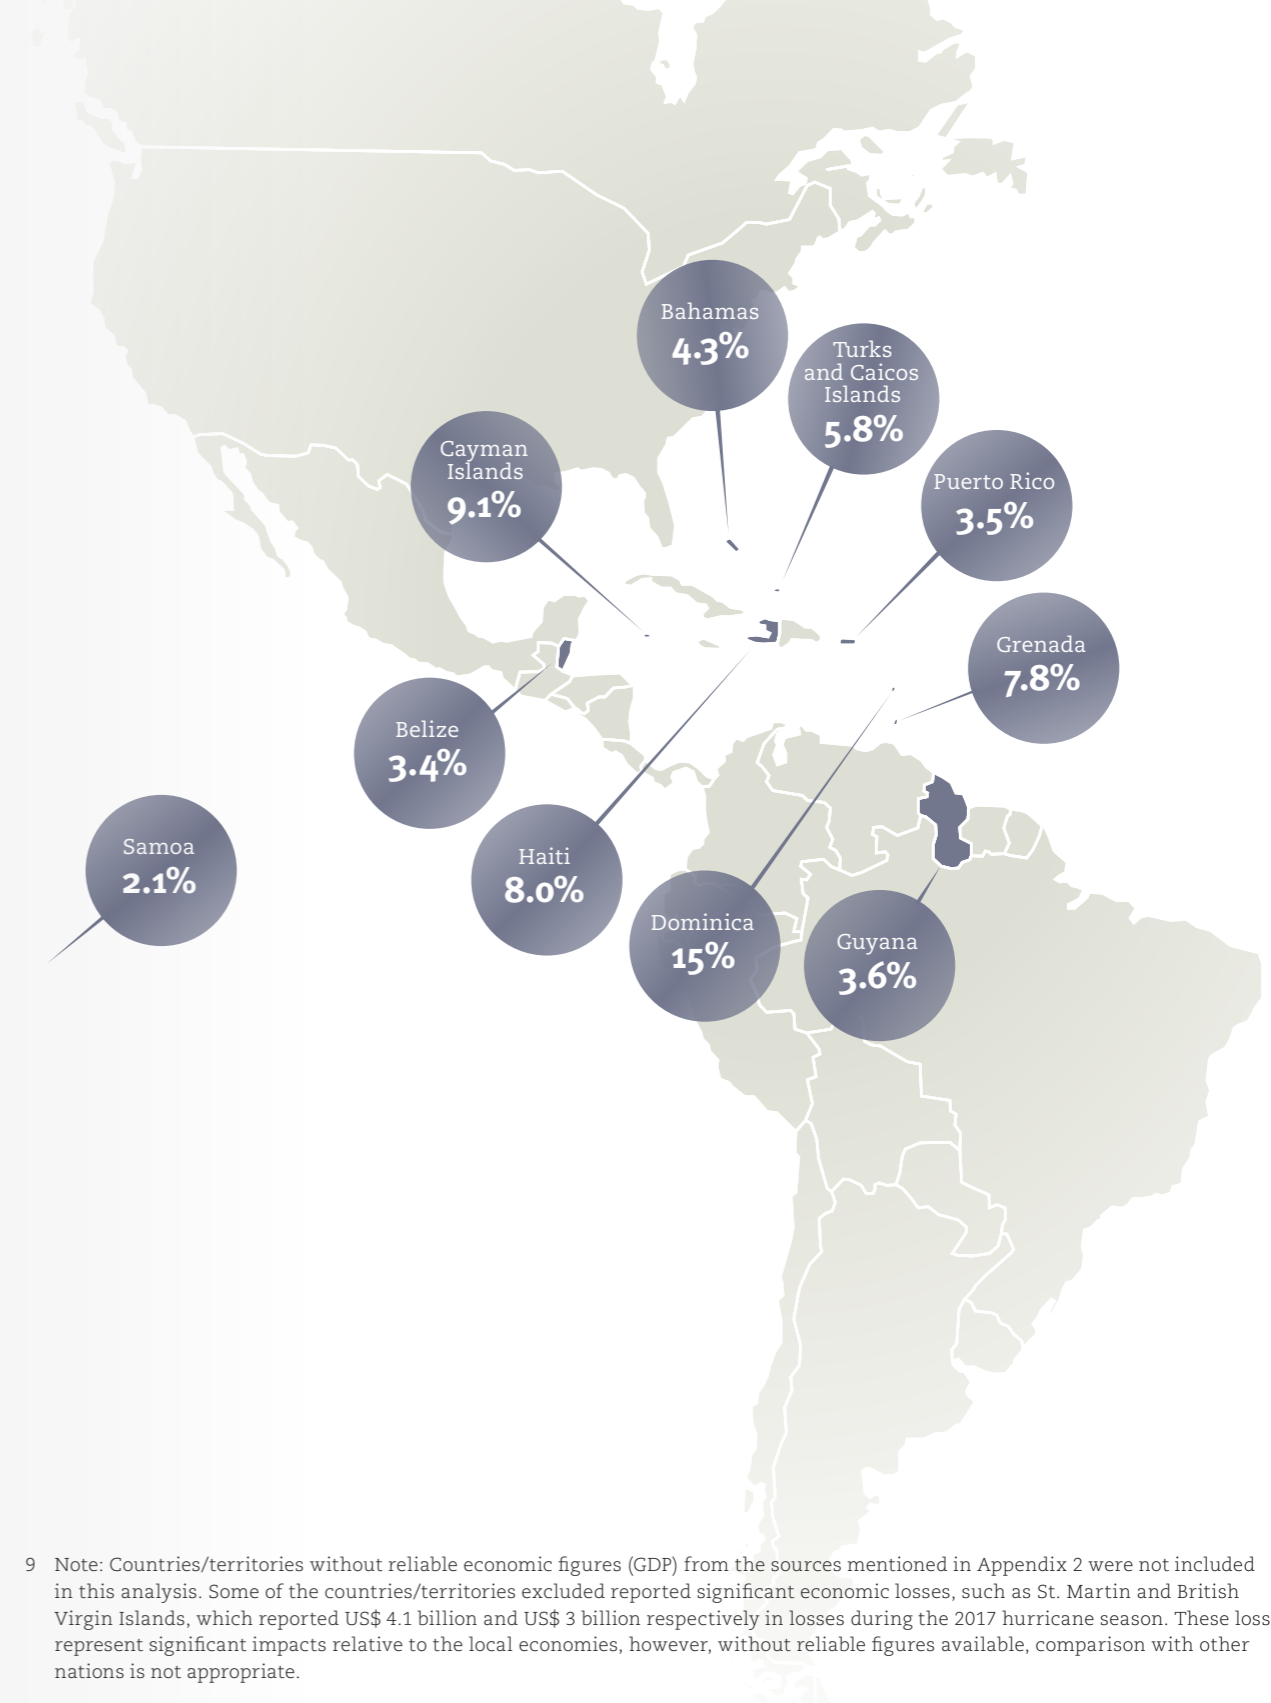 Bahamas
4.3%
Turks
and Caicos
Islands
5.8%
Cayman
Islands
9.1%
Puerto Rico
3.5%
Grenada
7.8%
Belize
3.4%
Samoa
2.1%
Haiti
8.0%
Dominica
15%
Guyana
3.6%
9 Note: Countries/territories without reliable economic figures (GDP) from the sources mentioned in Appendix 2 were not included
in this analysis. Some of the countries/territories excluded reported significant economic losses, such as St. Martin and British
Virgin Islands, which reported US$ 4.1 billion and US$ 3 billion respectively in losses during the 2017 hurricane season. These loss
represent significant impacts relative to the local economies, however, without reliable figures available, comparison with other
nations is not appropriate.